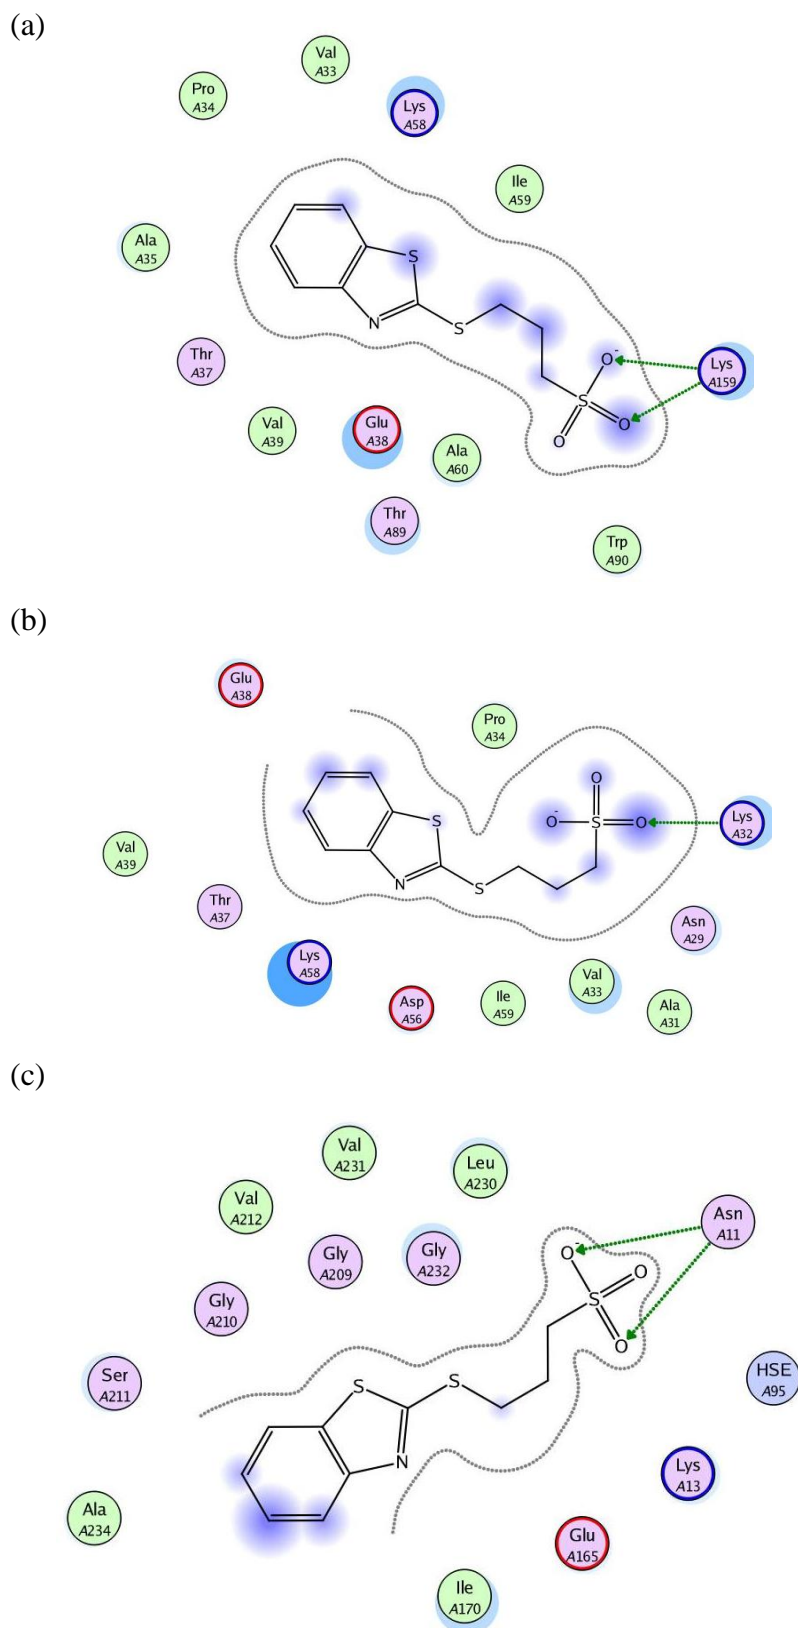 (a)
Val
A33
Pro
A34
Lys
A58
Ile
A59
Ala
A35
S
N
S
Thr
A37
O-
Lys
A159
S
O
O
Val
A39
Glu
A38
Ala
A60
Thr
A89
Trp
A90
(b)
Glu
A38
Pro
A34
O
S
O-
S
O
Lys
A32
Val
A39
N
S
Thr
A37
Asn
A29
Lys
A58
Asp
A56
Ile
A59
Val
A33
Ala
A31
(c)
Val
A231
Leu
A230
Val
A212
Asn
A11
Gly
A209
Gly
A232
O-
O
Gly
A210
S
O
Ser
A211
S
S
HSE
A95
N
Lys
A13
Ala
A234
Glu
A165
Ile
A170